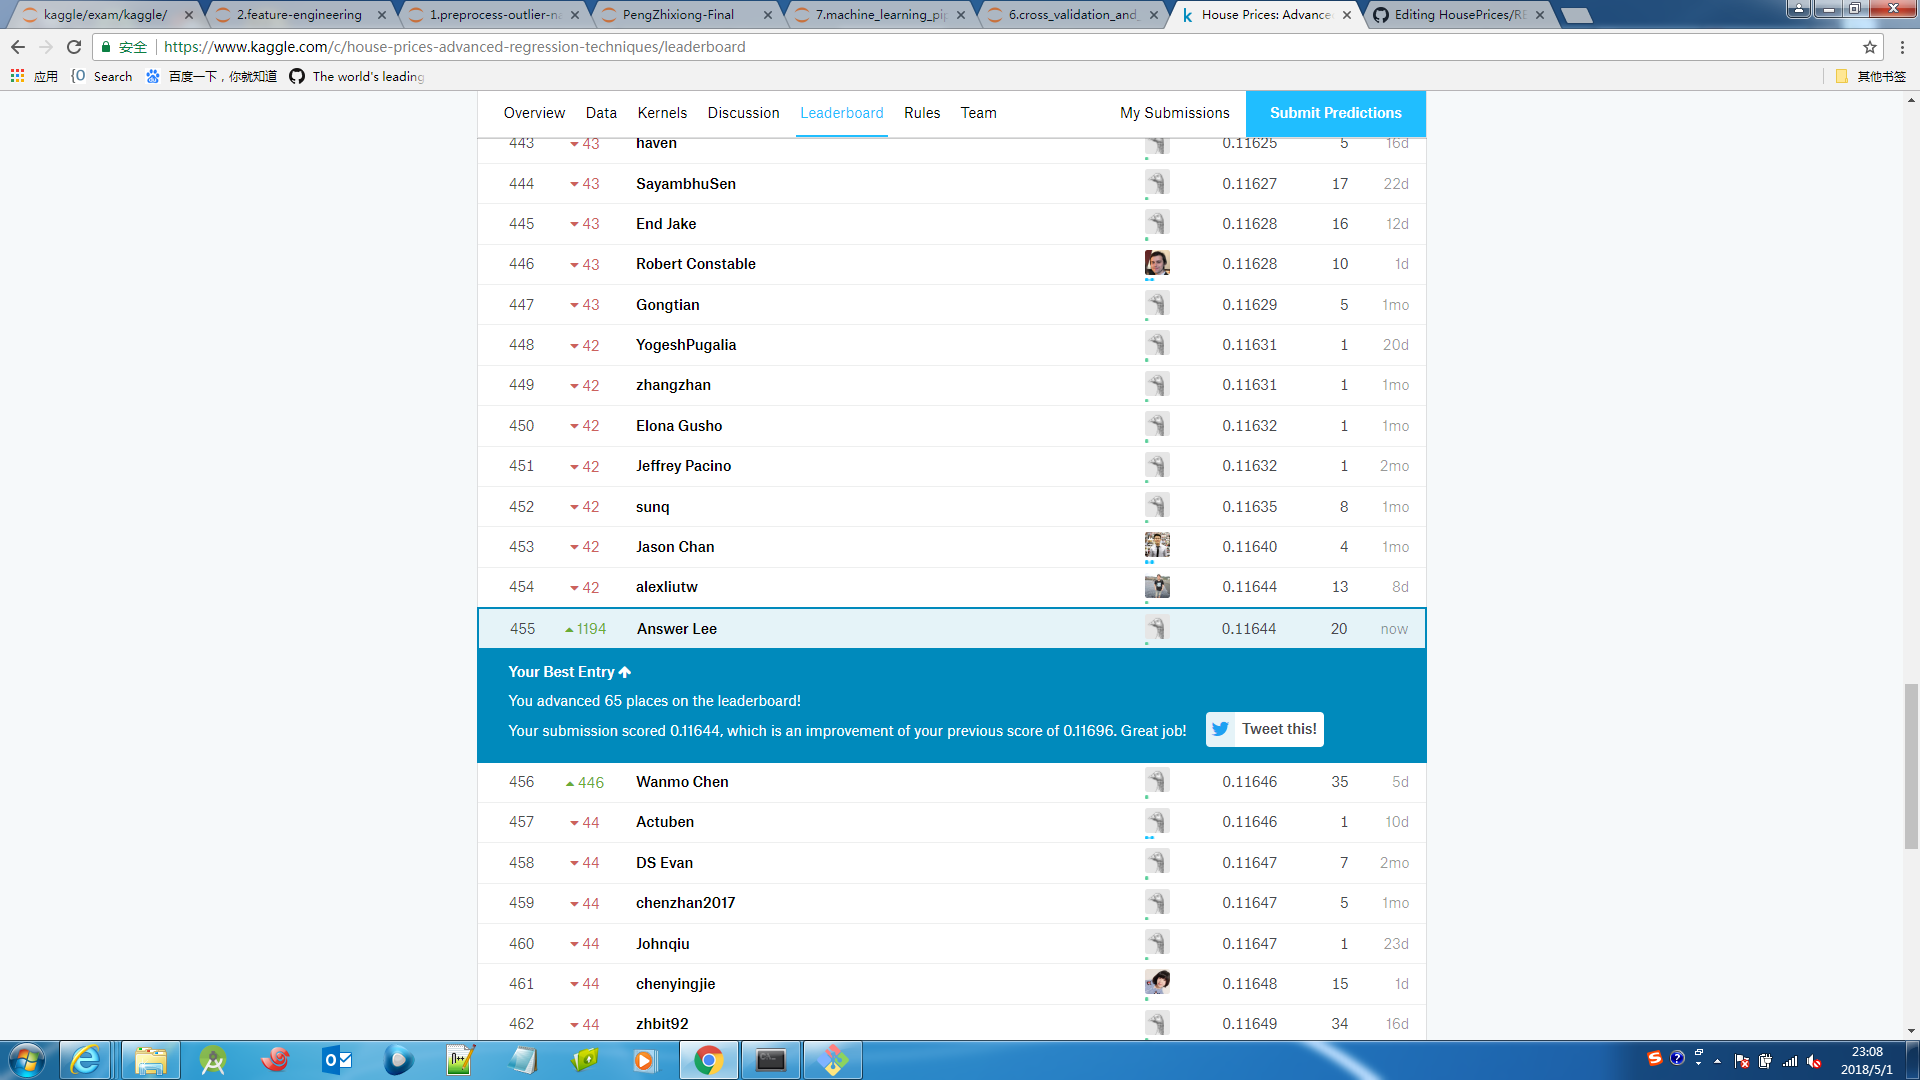 kaggle/exam/kaggle/
2.feature-engineering
1.preprocess-outlier-na
PengZhixiong-Final
7.machine_learning_pip
6.cross_validation_and_
House Prices: Advance
Editing HousePrices/RE
安全
https://www.kaggle.com/c/house-prices-advanced-regression-techniques/leaderboard
应用
Search
百度一下，你就知道
The world's leading
其他书签
Overview Data Kernels Discussion Leaderboard Rules Team My Submissions Submit Predictions
443 43 haven 0.11625 5 16d
444 43 SayambhuSen 0.11627 17 22d
445 43 End Jake 0.11628 16 12d
446 43 Robert Constable 0.11628 10 1d
447 43 Gongtian 0.11629 5 1mo
448 42 YogeshPugalia 0.11631 1 20d
449 42 zhangzhan 0.11631 1 1mo
450 42 Elona Gusho 0.11632 1 1mo
451 42 Jeffrey Pacino 0.11632 1 2mo
452 42 sunq 0.11635 8 1mo
453 42 Jason Chan 0.11640 4 1mo
454 42 alexliutw 0.11644 13 8d
455 1194 Answer Lee 0.11644 20 now
Your Best Entry
You advanced 65 places on the leaderboard!
Your submission scored 0.11644, which is an improvement of your previous score of 0.11696. Great job! Tweet this!
456 446 Wanmo Chen 0.11646 35 5d
457 44 Actuben 0.11646 1 10d
458 44 DS Evan 0.11647 7 2mo
459 44 chenzhan2017 0.11647 5 1mo
460 44 Johnqiu 0.11647 1 23d
461 44 chenyingjie 0.11648 15 1d
462 44 zhbit92 0.11649 34 16d
23:08
2018/5/1